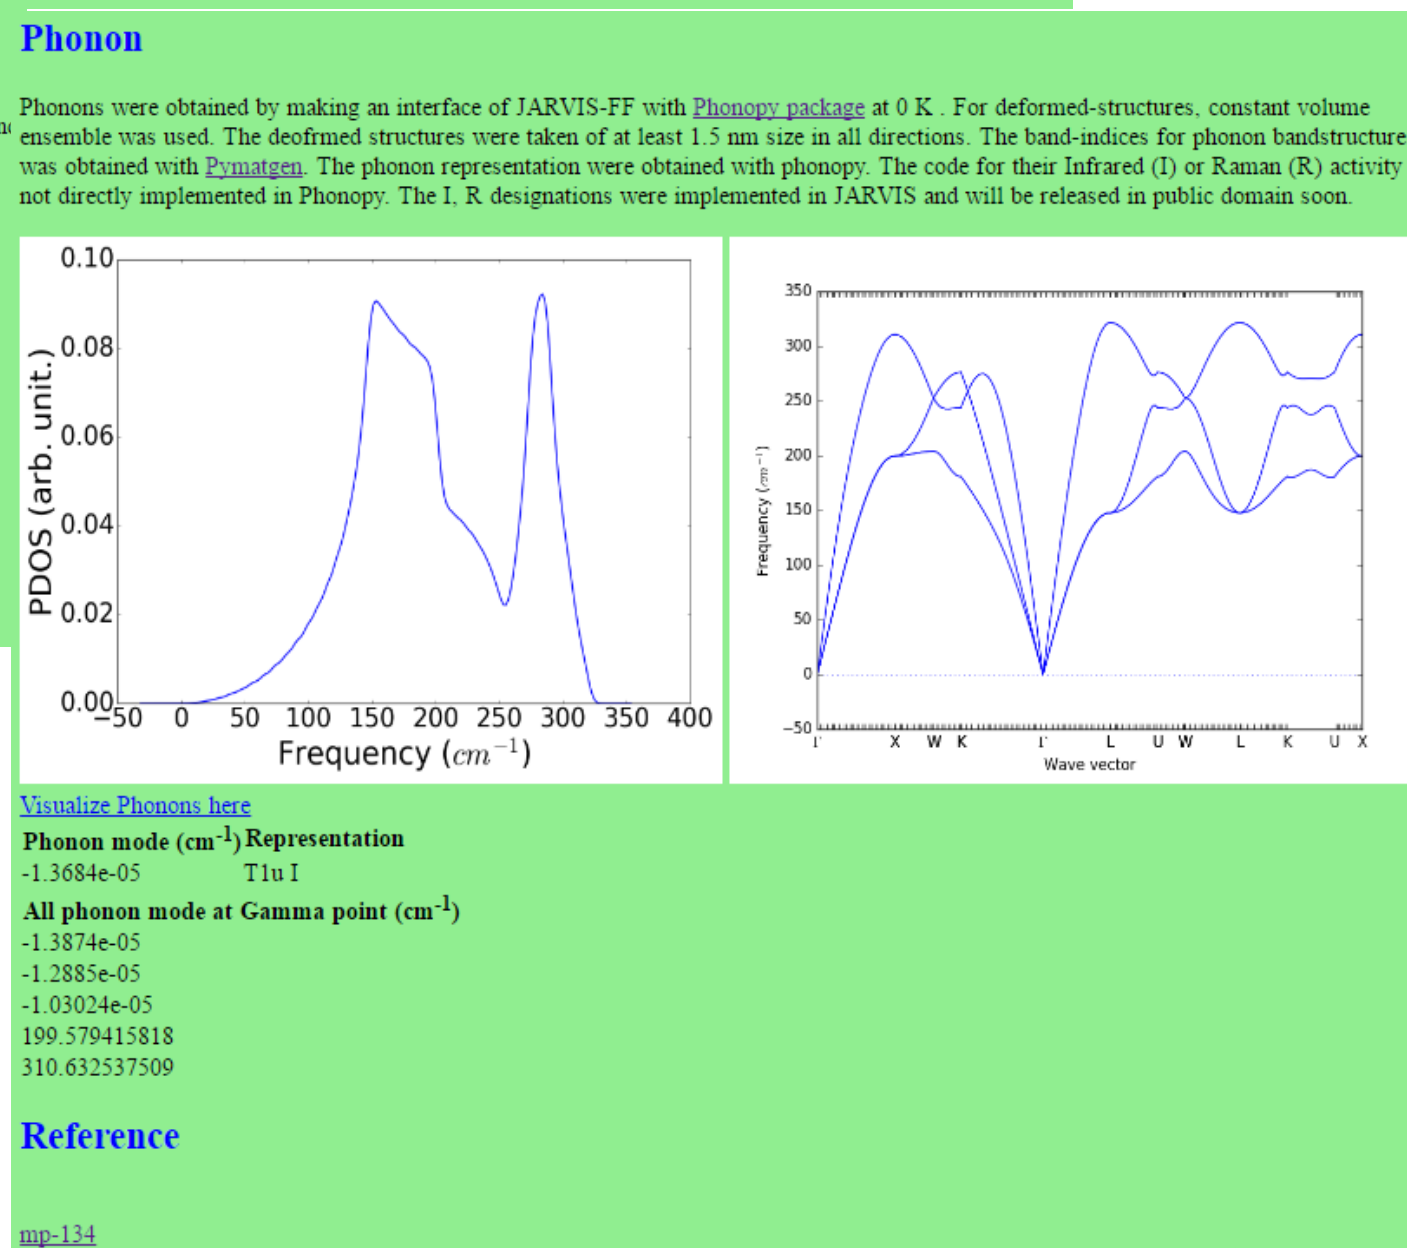 Phonon
Phonons were obtained by making an interface of JARVIS-FF with Phonopy package at 0 K . For deformed-structures, constant volume
ensemble was used. The deofrmed structures were taken of at least 1.5 nm size in all directions. The band-indices for phonon bandstructure
was obtained with Pymatgen. The phonon representation were obtained with phonopy. The code for their Infrared (I) or Raman (R) activity
not directly implemented in Phonopy. The I, R designations were implemented in JARVIS and will be released in public domain soon.
0.10
0.08
0.06
0.04
0.02
0.00
PDOS (arb. unit.)
−50 0 50 100 150 200 250 300 350 400
Frequency (cm⁻¹)
350
300
250
200
150
100
50
0
−50
Frequency (cm⁻¹)
Γ X W K Γ L U W L K U X
Wave vector
Visualize Phonons here
Phonon mode (cm⁻¹) Representation
-1.3684e-05 T1u I
All phonon mode at Gamma point (cm⁻¹)
-1.3874e-05
-1.2885e-05
-1.03024e-05
199.579415818
310.632537509
Reference
mp-134